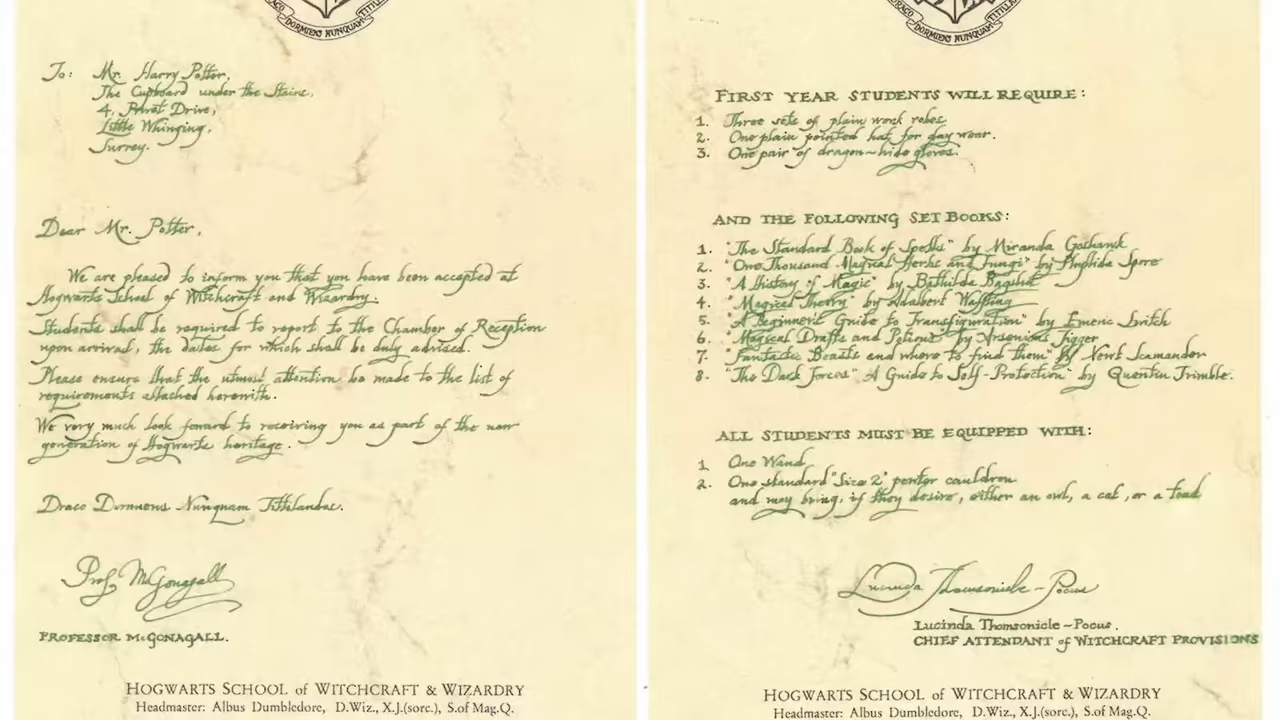 DRACO DORMIENS NUNQUAM TITILLANDUS
To: Mr. Harry Potter,
The Cupboard under the Stairs,
4, Privet Drive,
Little Whinging,
Surrey.
Dear Mr. Potter,
We are pleased to inform you that you have been accepted at
Hogwarts School of Witchcraft and Wizardry.
Students shall be required to report to the Chamber of Reception
upon arrival, the dates for which shall be duly advised.
Please ensure that the utmost attention be made to the list of
requirements attached herewith.
We very much look forward to receiving you as part of the new
generation of Hogwarts heritage.
Draco Dormiens Nunquam Tittilandus.
Prof. McGonagall
PROFESSOR McGONAGALL.
HOGWARTS SCHOOL of WITCHCRAFT & WIZARDRY
Headmaster: Albus Dumbledore, D.Wiz., X.J.(sorc.), S.of Mag.Q.
DRACO DORMIENS NUNQUAM TITILLANDUS
FIRST YEAR STUDENTS WILL REQUIRE:
1. Three sets of plain work robes
2. One plain pointed hat for day wear.
3. One pair of dragon-hide gloves.
AND THE FOLLOWING SET BOOKS:
1. "The Standard Book of Spells" by Miranda Goshawk
2. "One Thousand Magical Herbs and Fungi" by Phyllida Spore
3. "A History of Magic" by Bathilda Bagshot
4. "Magical Theory" by Adalbert Waffling
5. "A Beginner's Guide to Transfiguration" by Emeric Switch
6. "Magical Drafts and Potions" by Arsenius Jigger
7. "Fantastic Beasts and where to find them" by Newt Scamander
8. "The Dark Forces" A Guide to Self-Protection" by Quentin Trimble.
ALL STUDENTS MUST BE EQUIPPED WITH:
1 One Wand
2. One standard "Size 2" pewter cauldron
and may bring, if they desire, either an owl, a cat, or a toad
Lucinda Thomsonicle-Pocus
Lucinda Thomsonicle-Pocus.
CHIEF ATTENDANT of WITCHCRAFT PROVISIONS
HOGWARTS SCHOOL of WITCHCRAFT & WIZARDRY
Headmaster: Albus Dumbledore, D.Wiz., X.J.(sorc.), S.of Mag.Q.